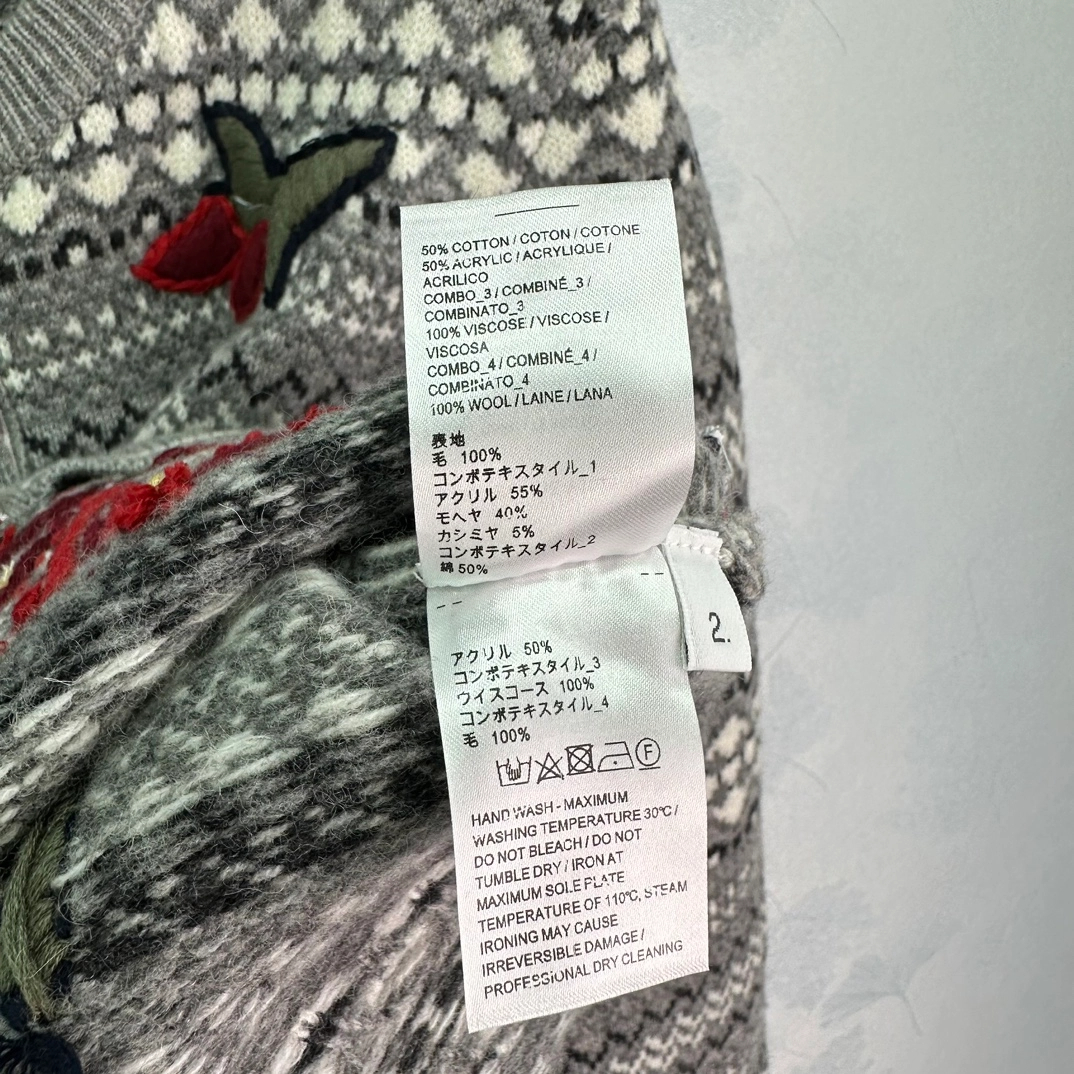 50% COTTON / COTON / COTONE
50% ACRYLIC / ACRYLIQUE /
ACRILICO
COMBO_3 / COMBINÉ_3 /
COMBINATO_3
100% VISCOSE / VISCOSE /
VISCOSA
COMBO_4 / COMBINÉ_4 /
COMBINATO_4
100% WOOL / LAINE / LANA
表地
毛 100%
コンボテキスタイル_1
アクリル 55%
モヘヤ 40%
カシミヤ 5%
コンボテキスタイル_2
綿 50%
2.
アクリル 50%
コンボテキスタイル_3
ウイスコース 100%
コンボテキスタイル_4
毛 100%
F
HAND WASH - MAXIMUM
WASHING TEMPERATURE 30°C /
DO NOT BLEACH / DO NOT
TUMBLE DRY / IRON AT
MAXIMUM SOLE PLATE
TEMPERATURE OF 110°C, STEAM
IRONING MAY CAUSE
IRREVERSIBLE DAMAGE /
PROFESSIONAL DRY CLEANING